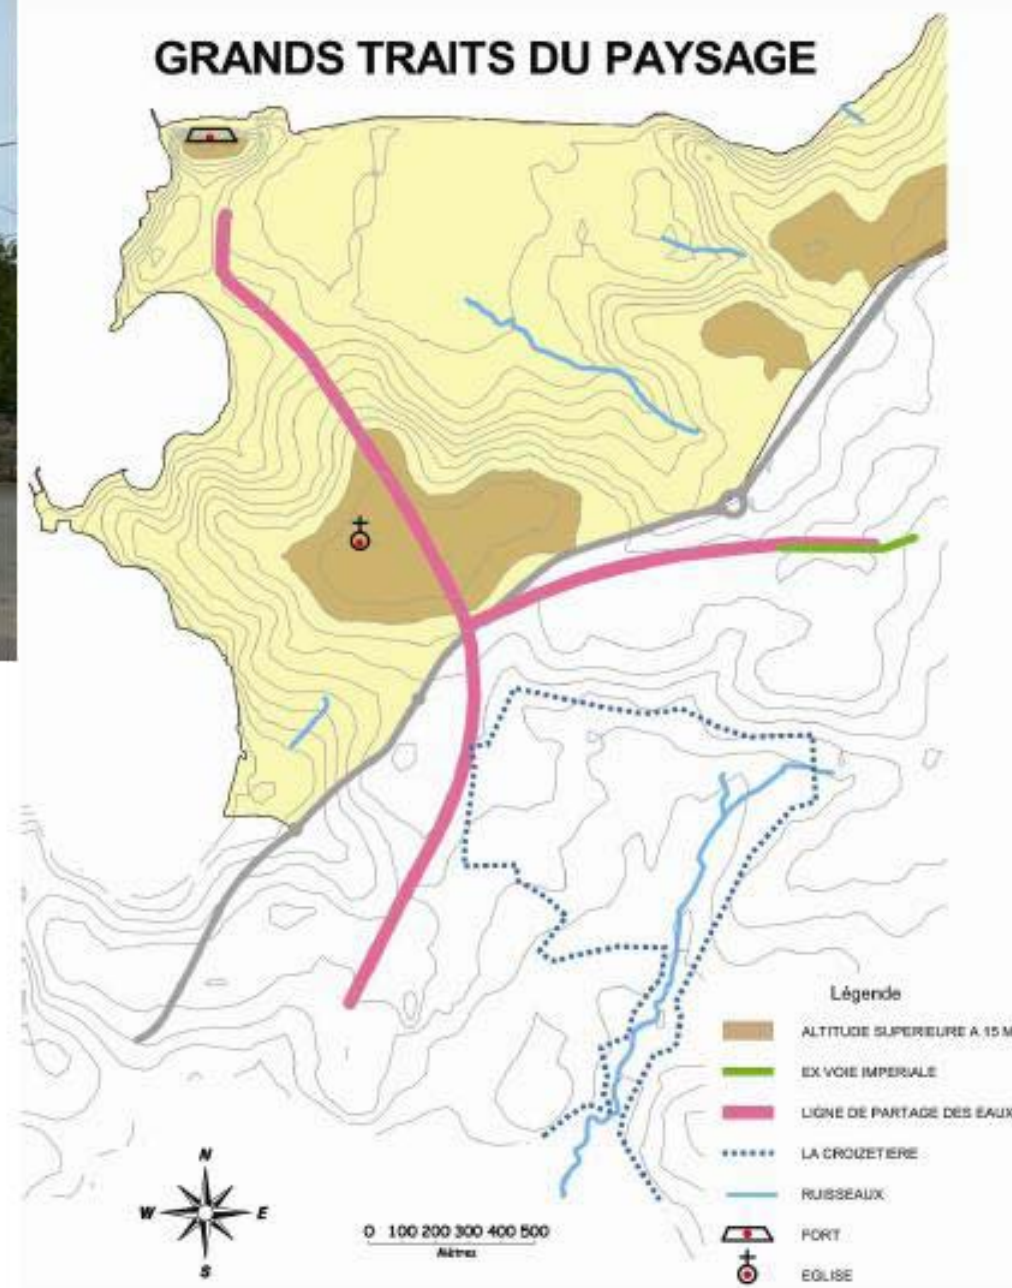 GRANDS TRAITS DU PAYSAGE
Légende
ALTITUDE SUPERIEURE A 15 M
EX VOIE IMPERIALE
LIGNE DE PARTAGE DES EAUX
LA CROIZETIERE
RUISSEAUX
FORT
EGLISE
N
W E
S
0 100 200 300 400 500
Mètres